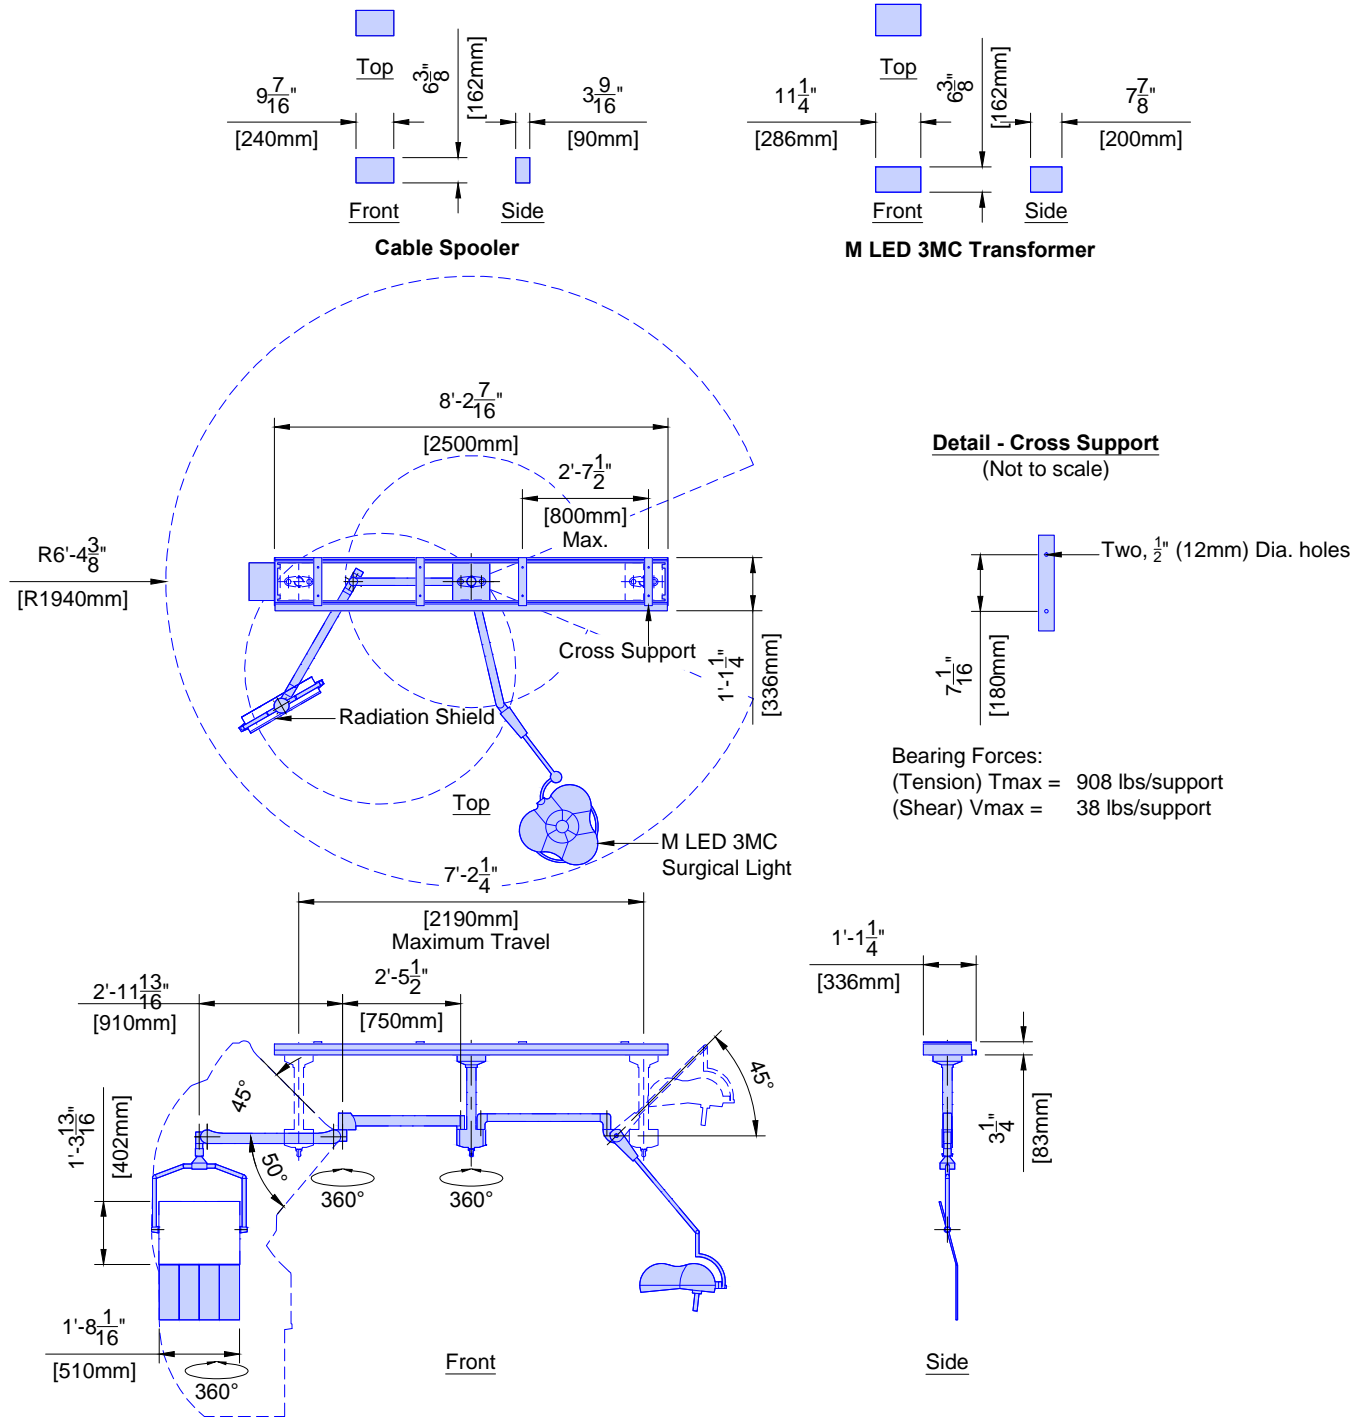 Top
9 7/16"
[240mm]
6 3/8"
[162mm]
3 9/16"
[90mm]
Front
Side
Cable Spooler
Top
11 1/4"
[286mm]
6 3/8"
[162mm]
7 7/8"
[200mm]
Front
Side
M LED 3MC Transformer
8'-2 7/16"
[2500mm]
2'-7 1/2"
[800mm]
Max.
R6'-4 3/8"
[R1940mm]
Cross Support
1'-1 1/4"
[336mm]
Radiation Shield
Top
M LED 3MC
Surgical Light
Detail - Cross Support
(Not to scale)
Two, 1/2" (12mm) Dia. holes
7 1/16"
[180mm]
Bearing Forces:
(Tension) Tmax = 908 lbs/support
(Shear) Vmax = 38 lbs/support
7'-2 1/4"
[2190mm]
Maximum Travel
2'-11 13/16"
[910mm]
2'-5 1/2"
[750mm]
45°
45°
50°
1'-3 13/16"
[402mm]
360°
360°
1'-8 1/16"
[510mm]
360°
Front
1'-1 1/4"
[336mm]
3 1/4"
[83mm]
Side